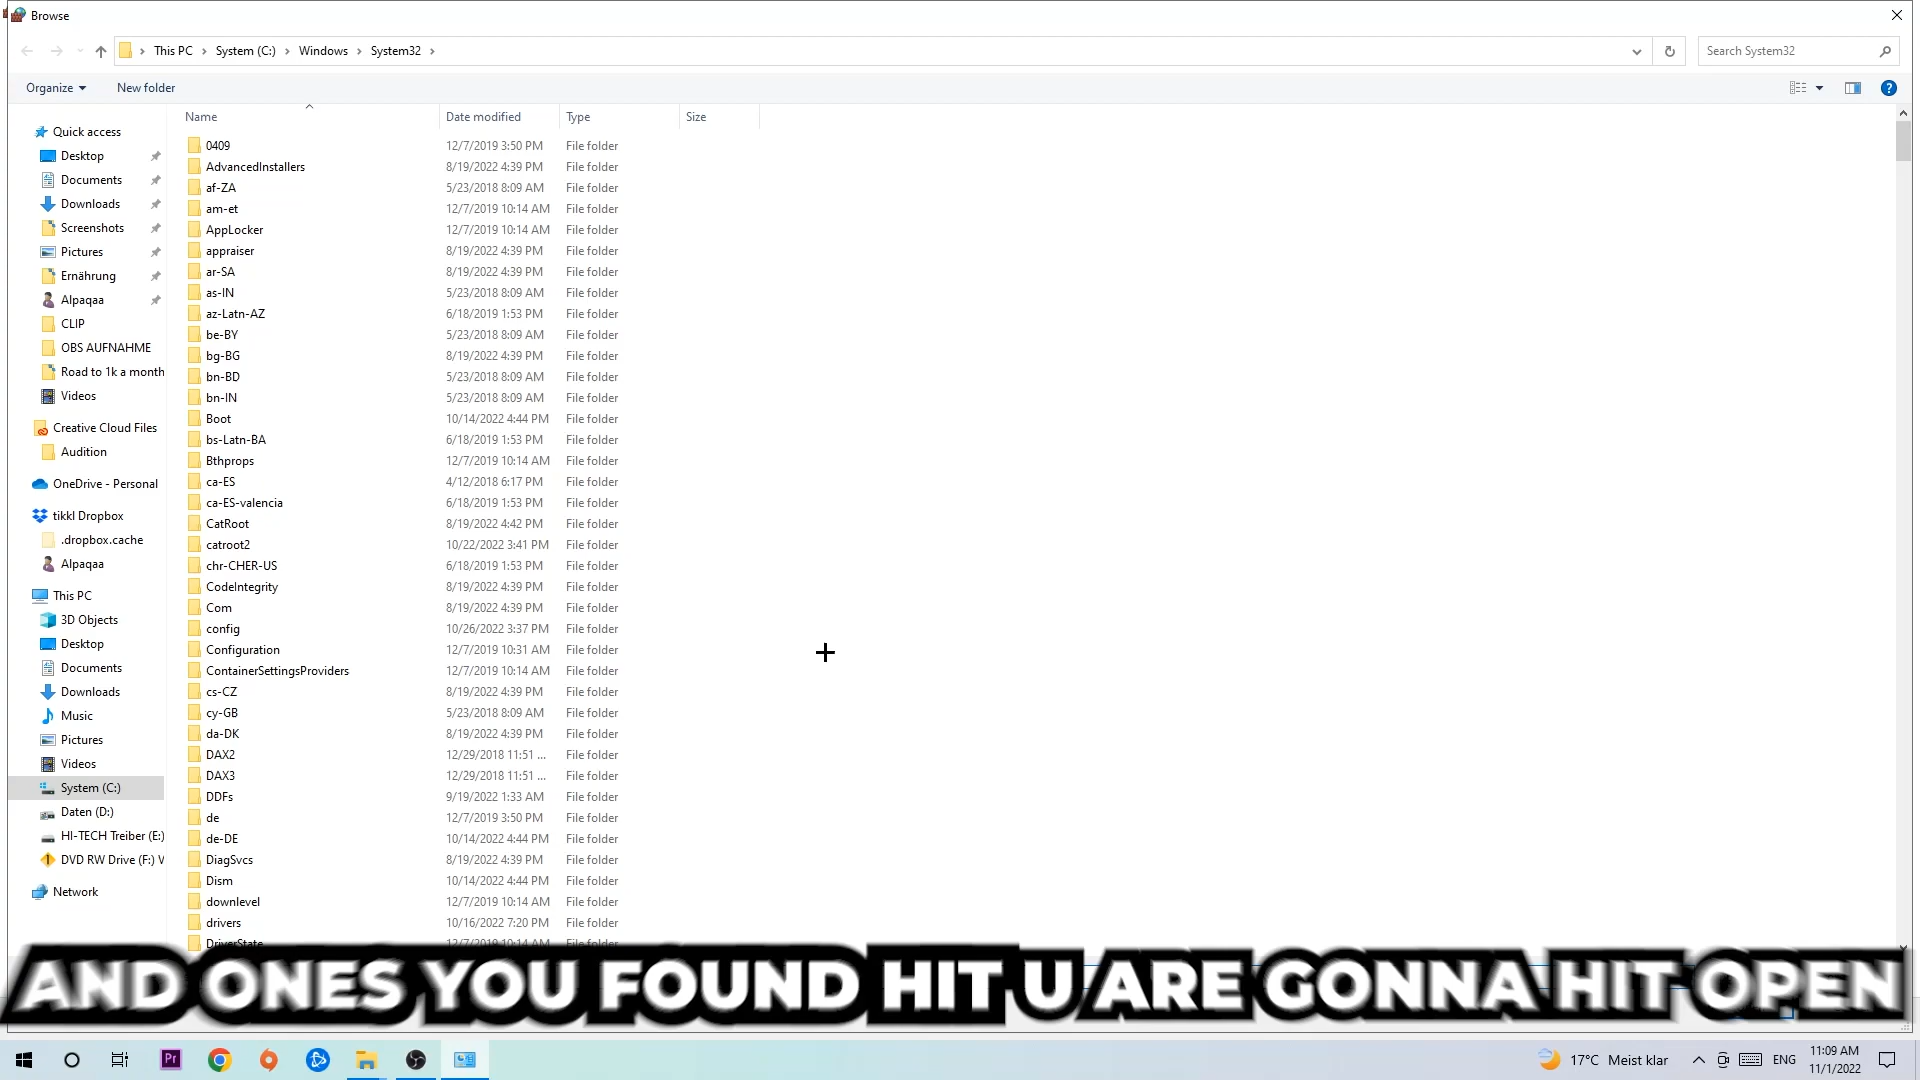 Browse
This PC System (C:) Windows System32
Search System32
Organize New folder
Name Date modified Type Size
Quick access
Desktop
Documents
Downloads
Screenshots
Pictures
Ernährung
Alpaqaa
CLIP
OBS AUFNAHME
Road to 1k a month
Videos
Creative Cloud Files
Audition
OneDrive - Personal
tikkl Dropbox
.dropbox.cache
Alpaqaa
This PC
3D Objects
Desktop
Documents
Downloads
Music
Pictures
Videos
System (C:)
Daten (D:)
HI-TECH Treiber (E:)
DVD RW Drive (F:) V
Network
0409 12/7/2019 3:50 PM File folder
AdvancedInstallers 8/19/2022 4:39 PM File folder
af-ZA 5/23/2018 8:09 AM File folder
am-et 12/7/2019 10:14 AM File folder
AppLocker 12/7/2019 10:14 AM File folder
appraiser 8/19/2022 4:39 PM File folder
ar-SA 8/19/2022 4:39 PM File folder
as-IN 5/23/2018 8:09 AM File folder
az-Latn-AZ 6/18/2019 1:53 PM File folder
be-BY 5/23/2018 8:09 AM File folder
bg-BG 8/19/2022 4:39 PM File folder
bn-BD 5/23/2018 8:09 AM File folder
bn-IN 5/23/2018 8:09 AM File folder
Boot 10/14/2022 4:44 PM File folder
bs-Latn-BA 6/18/2019 1:53 PM File folder
Bthprops 12/7/2019 10:14 AM File folder
ca-ES 4/12/2018 6:17 PM File folder
ca-ES-valencia 6/18/2019 1:53 PM File folder
CatRoot 8/19/2022 4:42 PM File folder
catroot2 10/22/2022 3:41 PM File folder
chr-CHER-US 6/18/2019 1:53 PM File folder
CodeIntegrity 8/19/2022 4:39 PM File folder
Com 8/19/2022 4:39 PM File folder
config 10/26/2022 3:37 PM File folder
Configuration 12/7/2019 10:31 AM File folder
ContainerSettingsProviders 12/7/2019 10:14 AM File folder
cs-CZ 8/19/2022 4:39 PM File folder
cy-GB 5/23/2018 8:09 AM File folder
da-DK 8/19/2022 4:39 PM File folder
DAX2 12/29/2018 11:51 ... File folder
DAX3 12/29/2018 11:51 ... File folder
DDFs 9/19/2022 1:33 AM File folder
de 12/7/2019 3:50 PM File folder
de-DE 10/14/2022 4:44 PM File folder
DiagSvcs 8/19/2022 4:39 PM File folder
Dism 10/14/2022 4:44 PM File folder
downlevel 12/7/2019 10:14 AM File folder
drivers 10/16/2022 7:20 PM File folder
DriverState 12/7/2019 10:14 AM File folder
AND ONES YOU FOUND HIT U ARE GONNA HIT OPEN
Pr
17°C Meist klar ENG 11:09 AM
11/1/2022